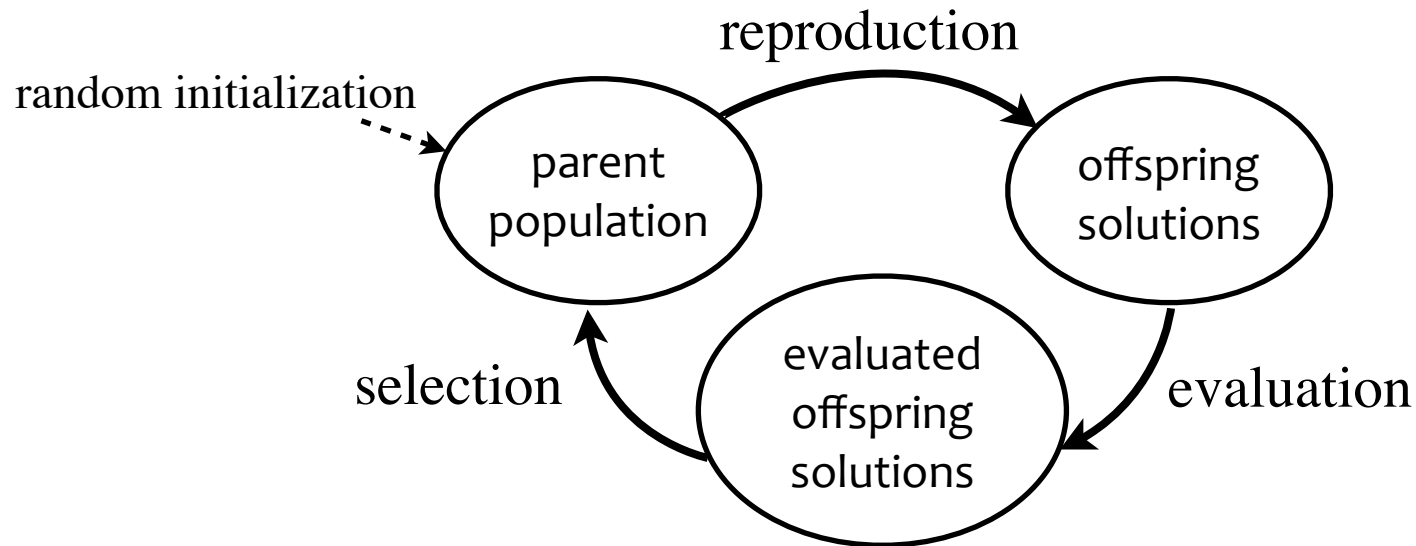 reproduction
random initialization
parent
population
offspring
solutions
evaluated
offspring
solutions
selection
evaluation